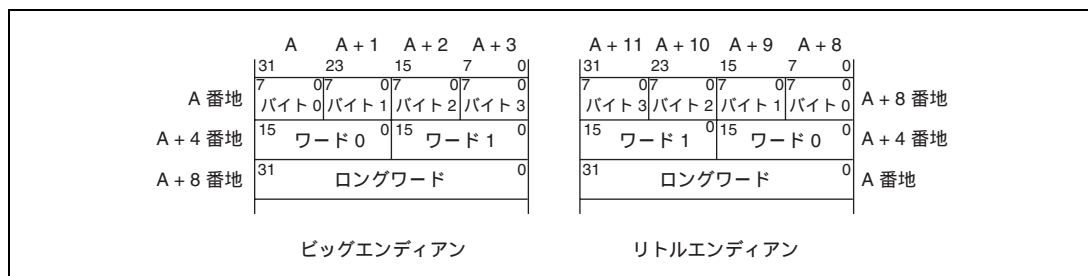 A A + 1 A + 2 A + 3 A + 11 A + 10 A + 9 A + 8
31 23 15 7 0 31 23 15 7 0
7 0 7 0 7 0 7 0 7 0 7 0 7 0 7 0
A 番地 バイト 0 バイト 1 バイト 2 バイト 3 バイト 3 バイト 2 バイト 1 バイト 0 A + 8 番地
A + 4 番地 15 ワード 0 0 15 ワード 1 0 15 ワード 1 0 15 ワード 0 0 A + 4 番地
A + 8 番地 31 ロングワード 0 31 ロングワード 0 A 番地
ビッグエンディアン リトルエンディアン